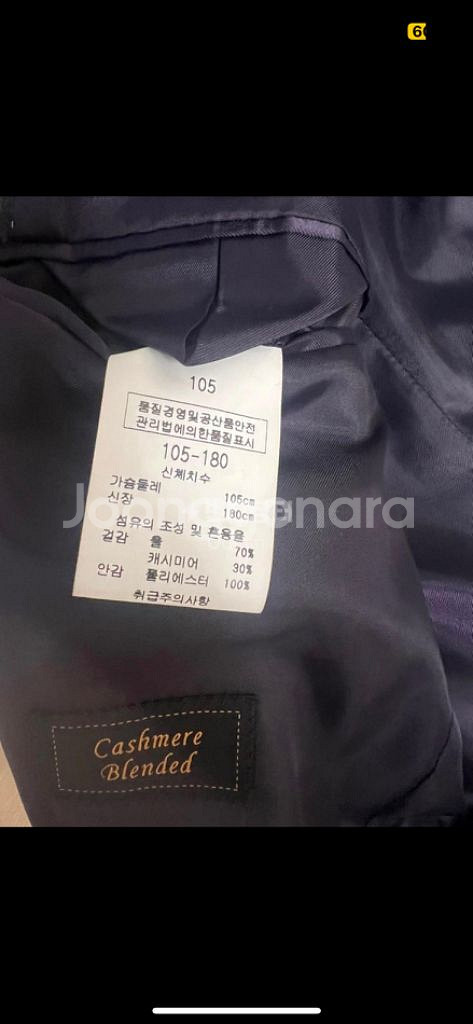 105
품질경영및공산품안전
관리법에의한품질표시
105-180
신체치수
가슴둘레 105cm
신장 180cm
Joongonara
섬유의 조성 및 혼용율
겉감 울 70%
캐시미어 30%
안감 폴리에스터 100%
취급주의사항
Cashmere
Blended